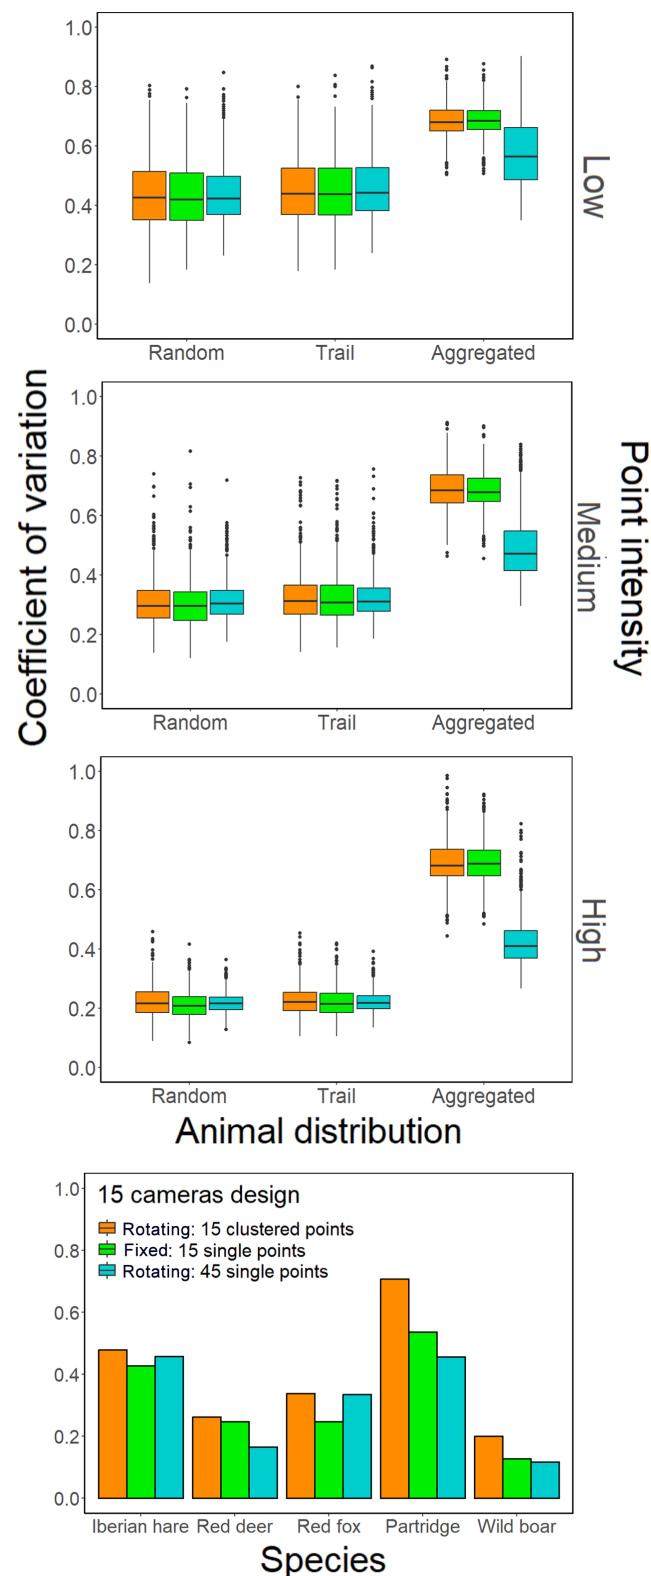 1.0
0.8
0.6
0.4
0.2
0.0
Random Trail Aggregated
Low
1.0
0.8
0.6
0.4
0.2
0.0
Random Trail Aggregated
Medium
Coefficient of variation
Point intensity
1.0
0.8
0.6
0.4
0.2
0.0
Random Trail Aggregated
High
Animal distribution
15 cameras design
Rotating: 15 clustered points
Fixed: 15 single points
Rotating: 45 single points
1.0
0.8
0.6
0.4
0.2
0.0
Iberian hare Red deer Red fox Partridge Wild boar
Species